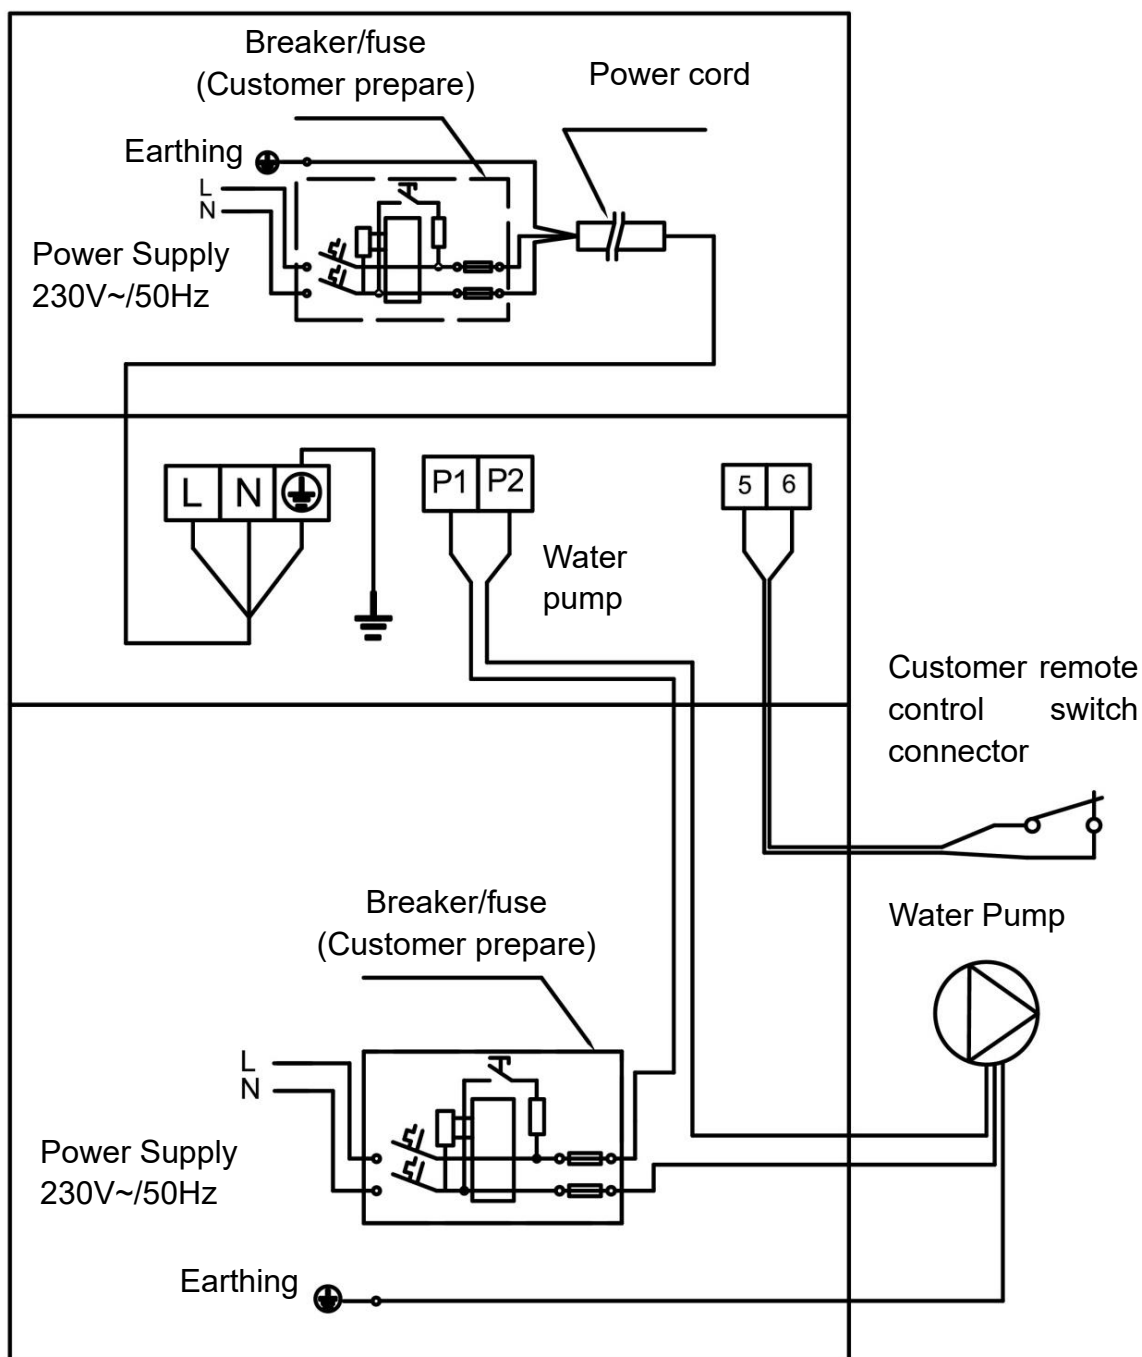 Breaker/fuse
(Customer prepare)
Power cord
Earthing
L
N
Power Supply
230V~/50Hz
L N
P1 P2
5 6
Water
pump
Customer remote
control switch
connector
Breaker/fuse
(Customer prepare)
Water Pump
L
N
Power Supply
230V~/50Hz
Earthing